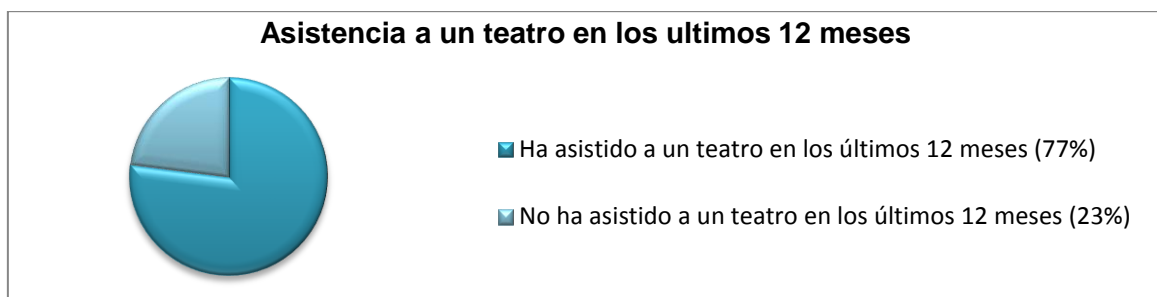 Asistencia a un teatro en los ultimos 12 meses
Ha asistido a un teatro en los últimos 12 meses (77%)
No ha asistido a un teatro en los últimos 12 meses (23%)